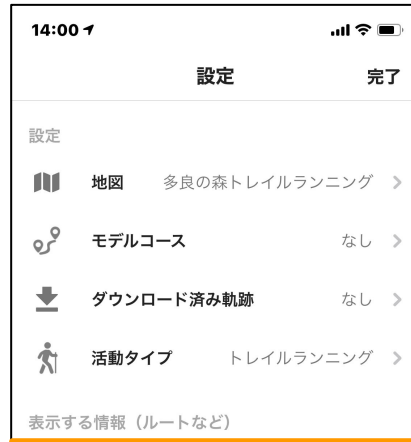 14:00
設定 完了
設定
地図 多良の森トレイルランニング
モデルコース なし
ダウンロード済み軌跡 なし
活動タイプ トレイルランニング
表示する情報（ルートなど）